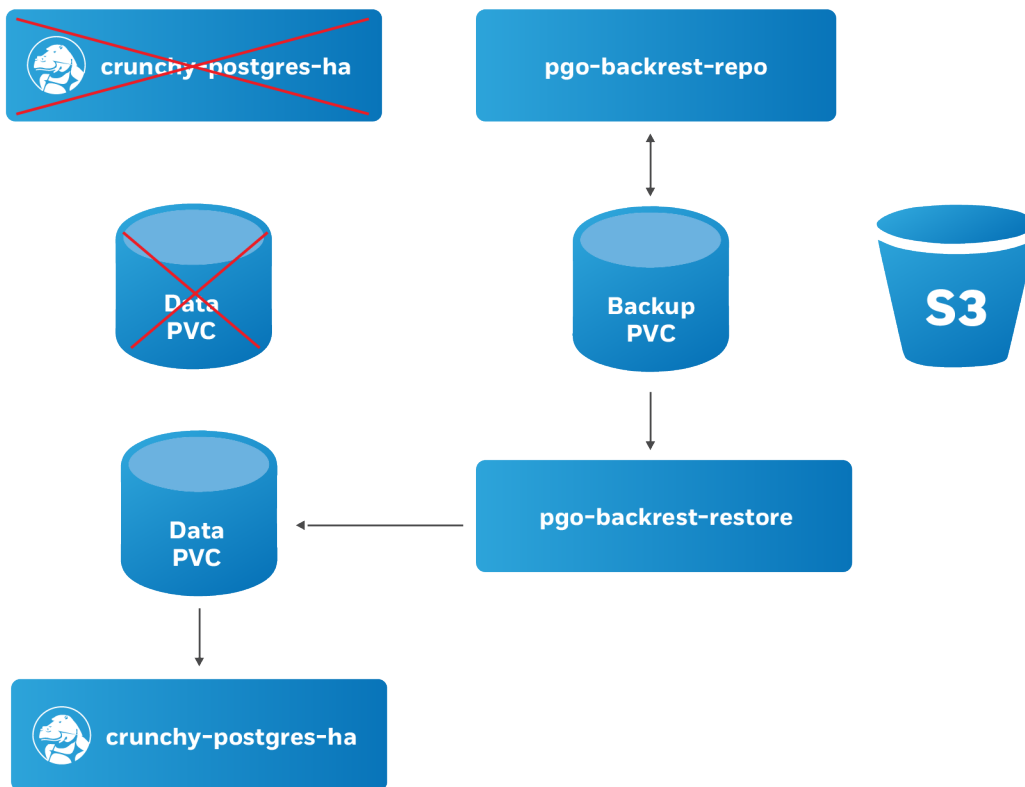 crunchy-postgres-ha
pgo-backrest-repo
Data
PVC
Backup
PVC
S3
Data
PVC
pgo-backrest-restore
crunchy-postgres-ha